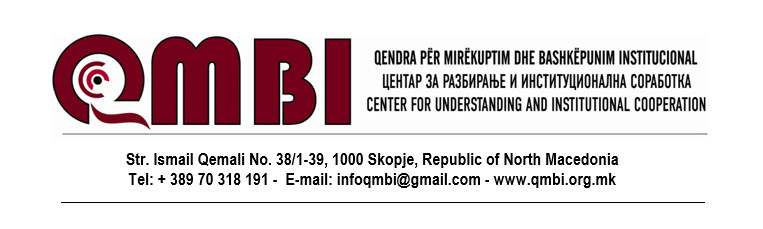 QMBI
QENDRA PËR MIRËKUPTIM DHE BASHKËPUNIM INSTITUCIONAL
ЦЕНТАР ЗА РАЗБИРАЊЕ И ИНСТИТУЦИОНАЛНА СОРАБОТКА
CENTER FOR UNDERSTANDING AND INSTITUTIONAL COOPERATION
Str. Ismail Qemali No. 38/1-39, 1000 Skopje, Republic of North Macedonia
Tel: + 389 70 318 191 - E-mail: infoqmbi@gmail.com - www.qmbi.org.mk